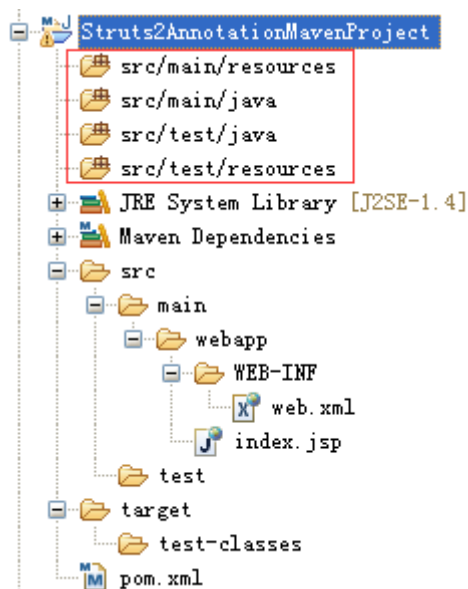 Struts2AnnotationMavenProject
src/main/resources
src/main/java
src/test/java
src/test/resources
JRE System Library [J2SE-1.4]
Maven Dependencies
src
main
webapp
WEB-INF
web.xml
index.jsp
test
target
test-classes
pom.xml